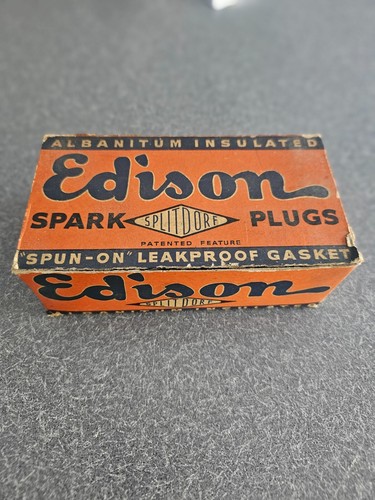 ALBANITUM INSULATED
Edison
SPARK SPLITDORF PLUGS
PATENTED FEATURE
"SPUN-ON" LEAKPROOF GASKET
Edison
SPLITDORF